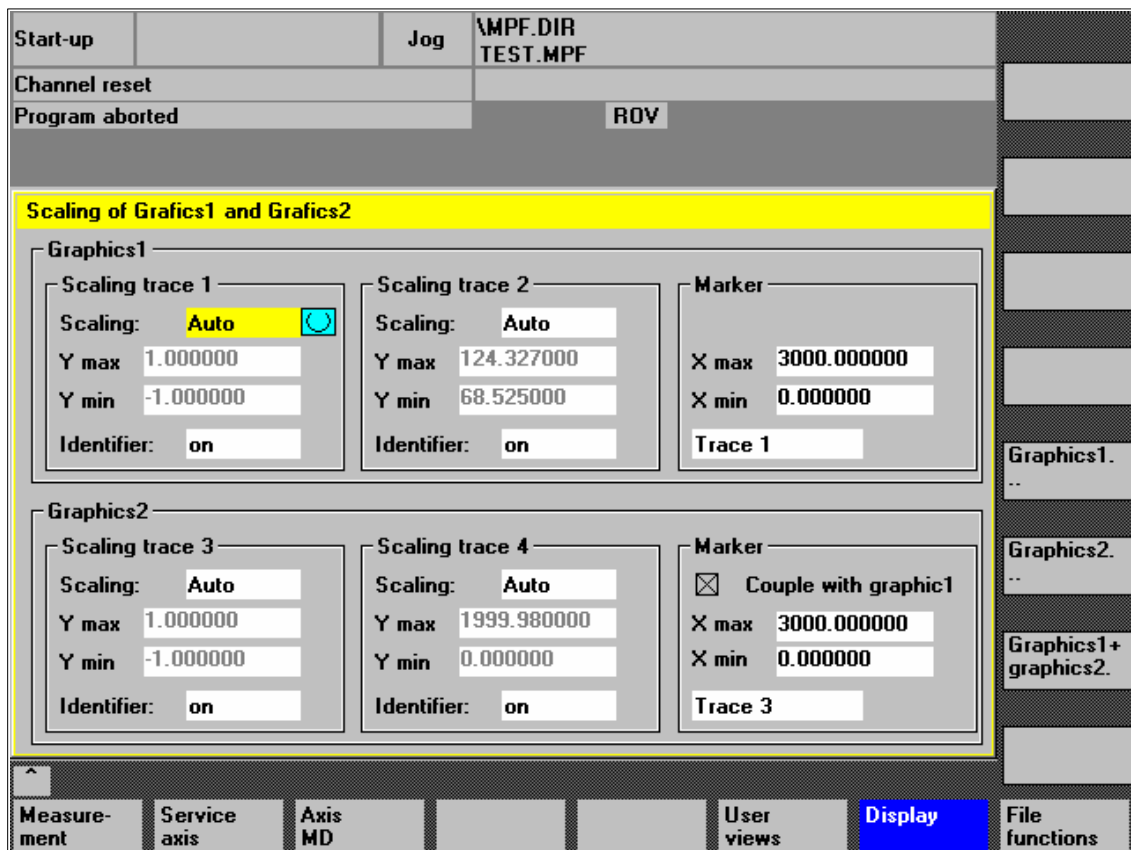 Start-up
Jog
\MPF.DIR
TEST.MPF
Channel reset
Program aborted
ROV
Scaling of Grafics1 and Grafics2
Graphics1
Scaling trace 1
Scaling: Auto
Y max 1.000000
Y min -1.000000
Identifier: on
Scaling trace 2
Scaling: Auto
Y max 124.327000
Y min 68.525000
Identifier: on
Marker
X max 3000.000000
X min 0.000000
Trace 1
Graphics2
Scaling trace 3
Scaling: Auto
Y max 1.000000
Y min -1.000000
Identifier: on
Scaling trace 4
Scaling: Auto
Y max 1999.980000
Y min 0.000000
Identifier: on
Marker
Couple with graphic1
X max 3000.000000
X min 0.000000
Trace 3
Graphics1.
..
Graphics2.
..
Graphics1+
graphics2.
^
Measure-
ment
Service
axis
Axis
MD
User
views
Display
File
functions